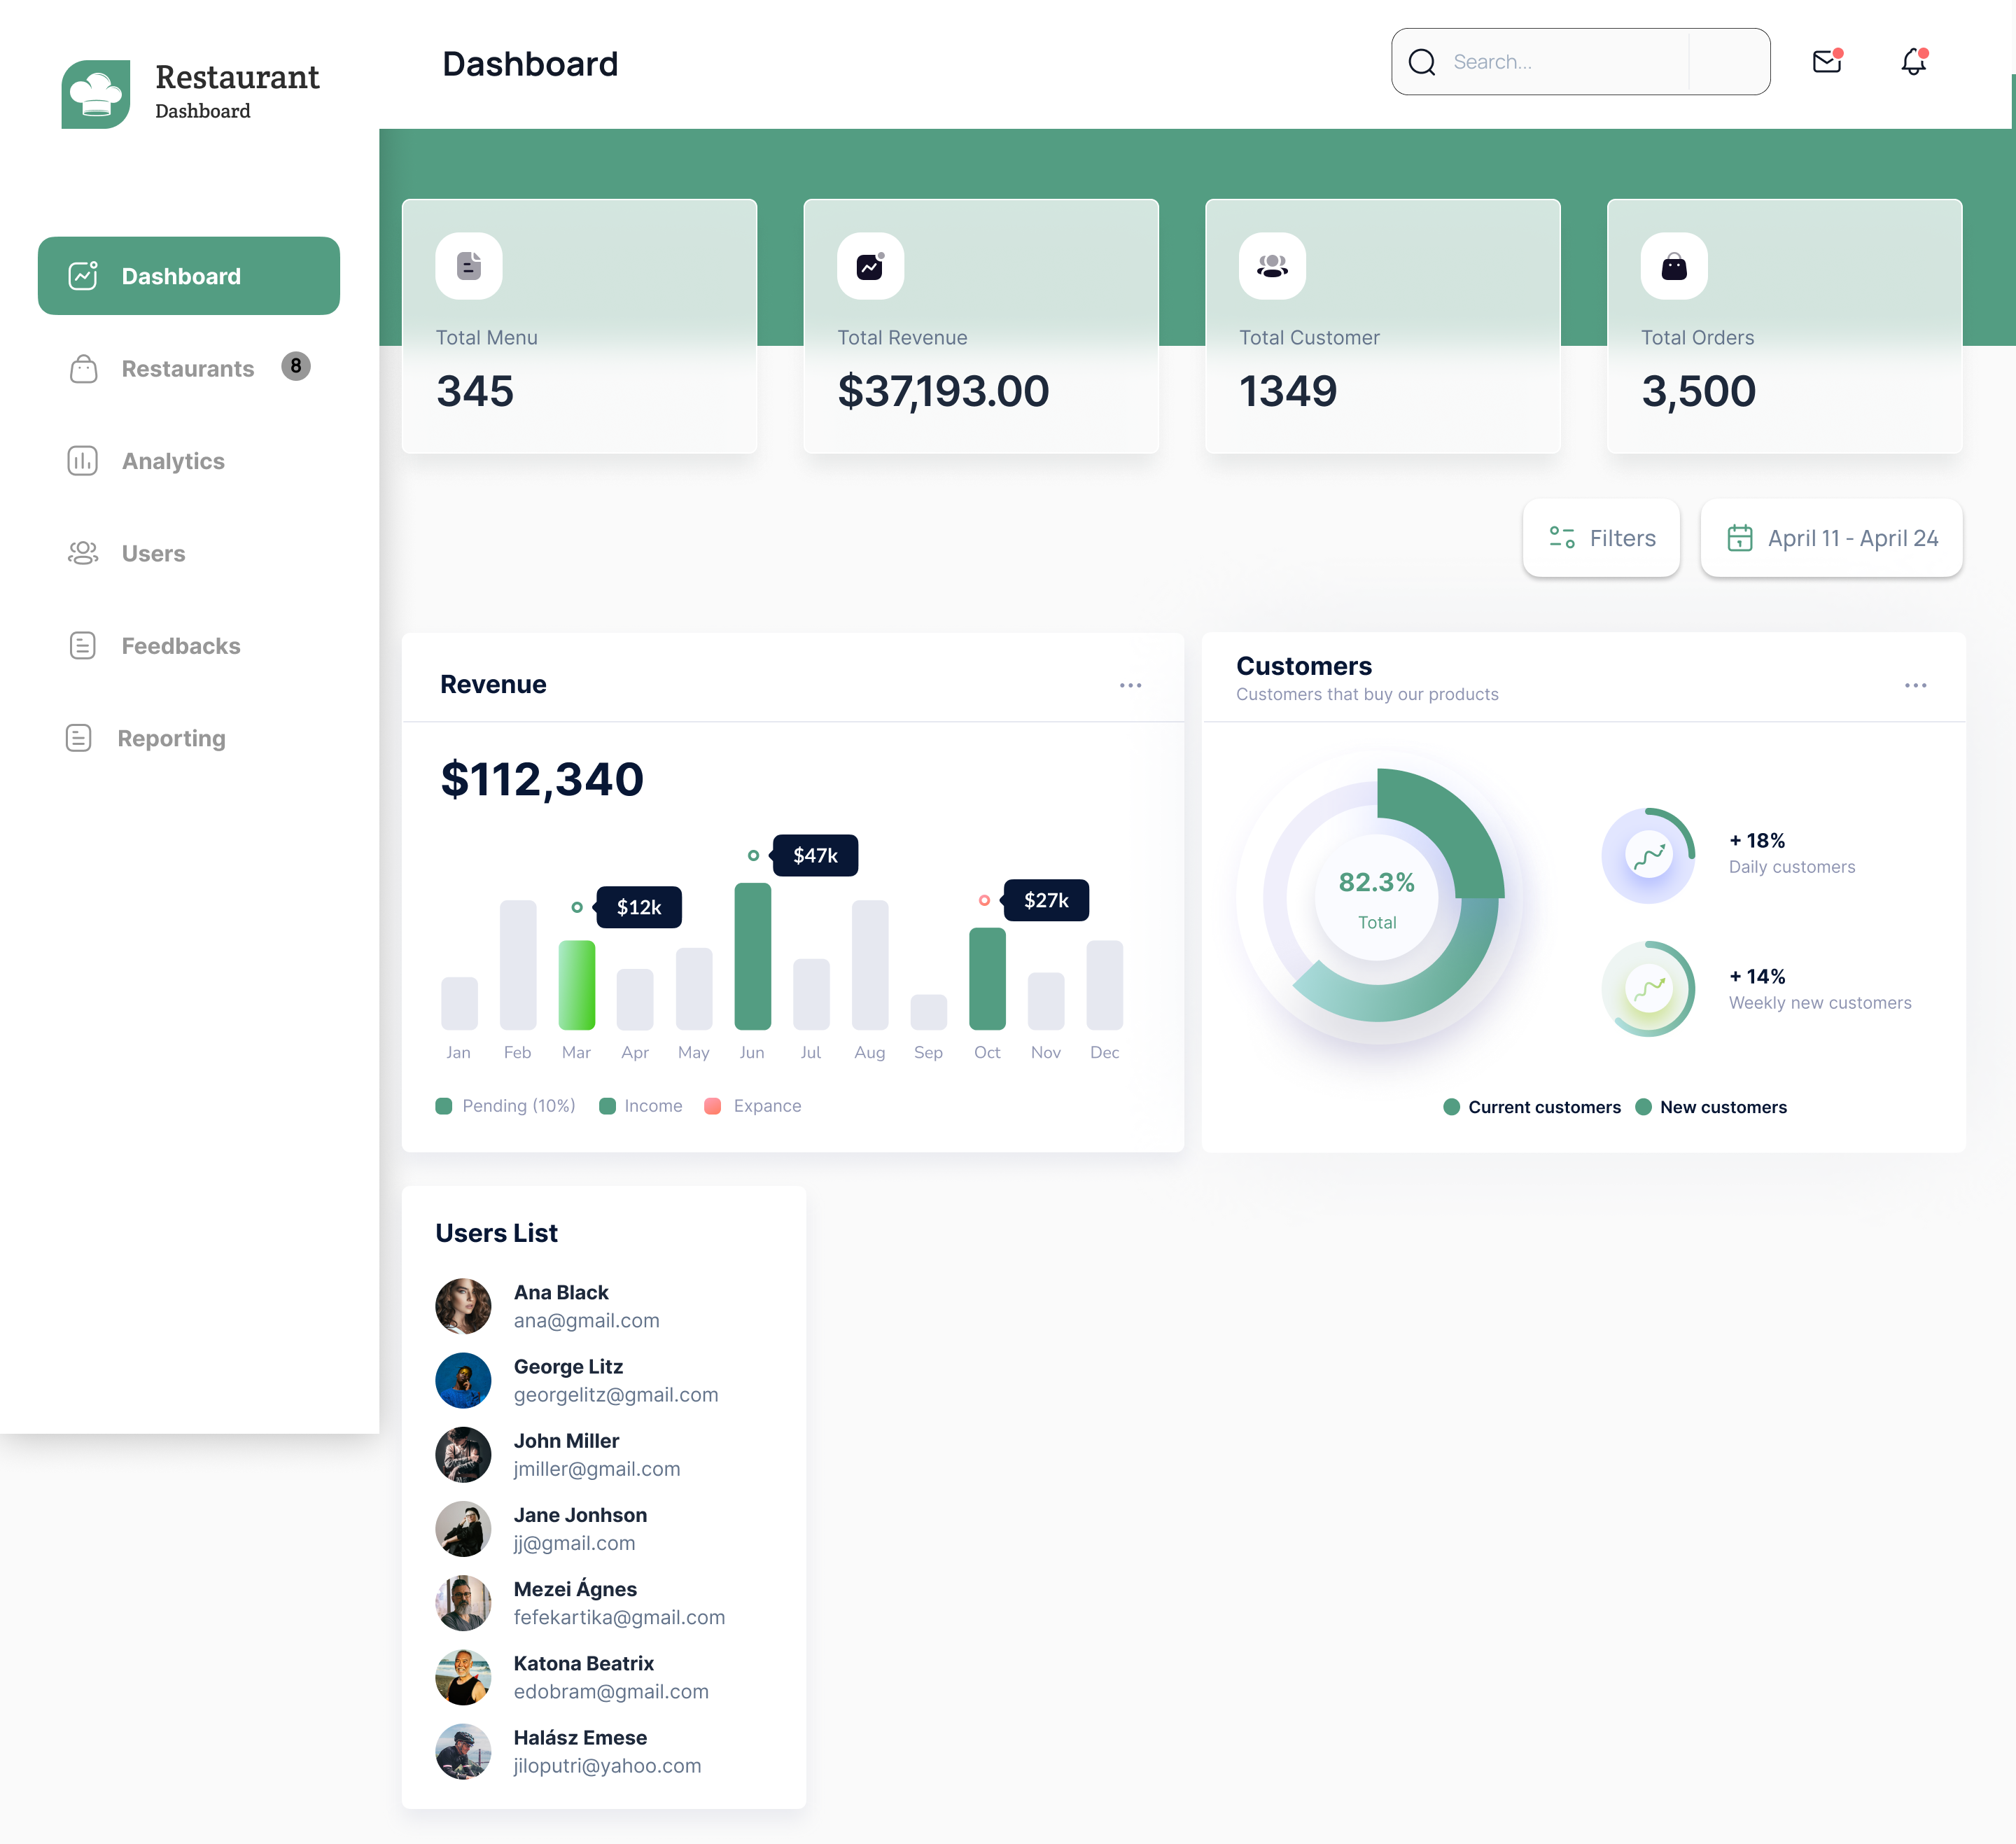 Restaurant
Dashboard
Dashboard
Search...
Dashboard
Restaurants 8
Analytics
Users
Feedbacks
Reporting
Total Menu
345
Total Revenue
$37,193.00
Total Customer
1349
Total Orders
3,500
Filters
April 11 - April 24
Revenue
$112,340
$47k
$12k
$27k
Jan Feb Mar Apr May Jun Jul Aug Sep Oct Nov Dec
Pending (10%) Income Expance
Customers
Customers that buy our products
82.3%
Total
+ 18%
Daily customers
+ 14%
Weekly new customers
Current customers New customers
Users List
Ana Black
ana@gmail.com
George Litz
georgelitz@gmail.com
John Miller
jmiller@gmail.com
Jane Jonhson
jj@gmail.com
Mezei Ágnes
fefekartika@gmail.com
Katona Beatrix
edobram@gmail.com
Halász Emese
jiloputri@yahoo.com